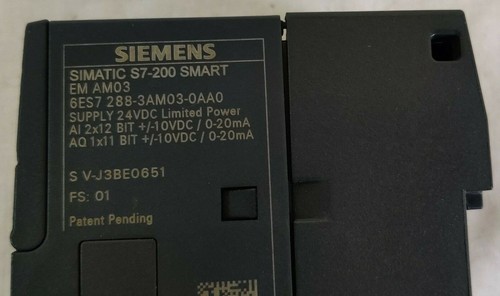 SIEMENS
SIMATIC S7-200 SMART
EM AM03
6ES7 288-3AM03-0AA0
SUPPLY 24VDC Limited Power
AI 2x12 BIT +/-10VDC / 0-20mA
AQ 1x11 BIT +/-10VDC / 0-20mA
S V-J3BE0651
FS: 01
Patent Pending